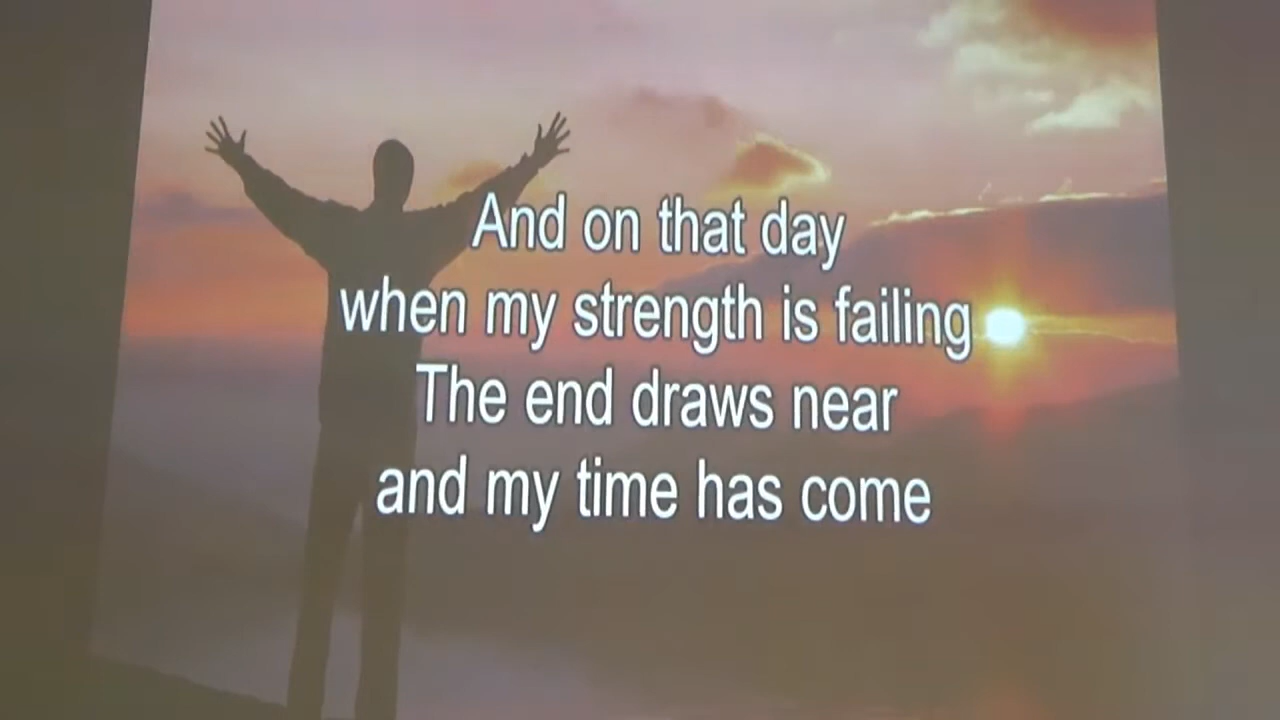 And on that day
when my strength is failing
The end draws near
and my time has come